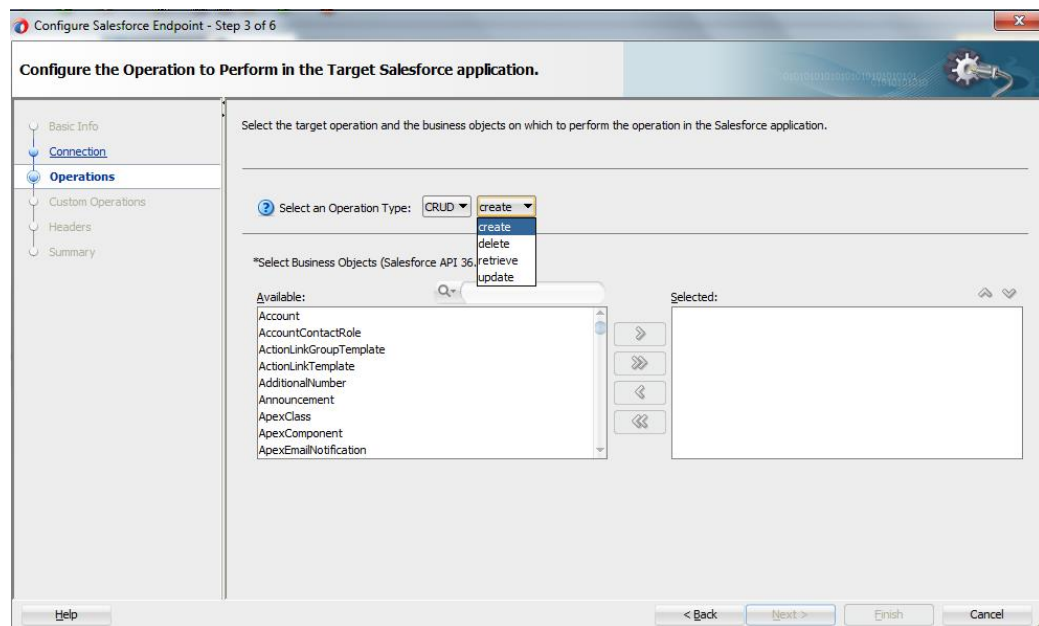 Configure Salesforce Endpoint - Step 3 of 6
Configure the Operation to Perform in the Target Salesforce application.
Basic Info
Connection
Operations
Custom Operations
Headers
Summary
Select the target operation and the business objects on which to perform the operation in the Salesforce application.
Select an Operation Type: CRUD create
create
delete
retrieve
update
*Select Business Objects (Salesforce API 36.
Available:
Account
AccountContactRole
ActionLinkGroupTemplate
ActionLinkTemplate
AdditionalNumber
Announcement
ApexClass
ApexComponent
ApexEmailNotification
Selected:
Help
< Back
Next >
Finish
Cancel